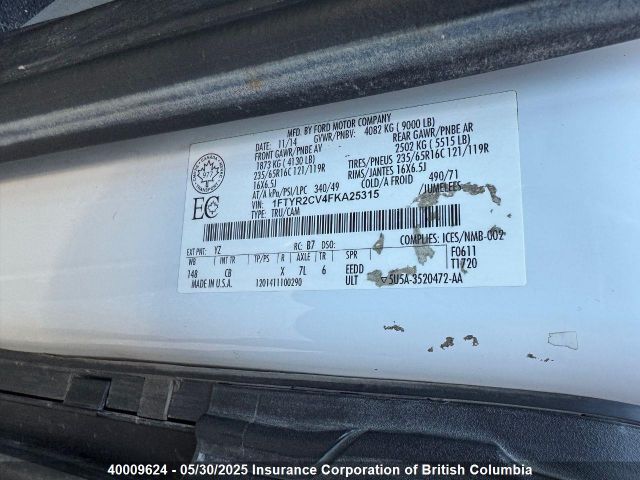 MFD. BY FORD MOTOR COMPANY
DATE: 11/14 GVWR/PNBV: 4082 KG ( 9000 LB)
FRONT GAWR/PNBE AV REAR GAWR/PNBE AR
1873 KG ( 4130 LB) 2502 KG ( 5515 LB)
235/65R16C 121/119R TIRES/PNEUS 235/65R16C 121/119R
16X6.5J RIMS/JANTES 16X6.5J
AT/A kPa/PSI/LPC 340/49 COLD/A FROID 490/71
VIN: 1FTYR2CV4FKA25315 /JUMELEES
TYPE: TRU/CAM
EC
COMPLIES: ICES/NMB-002
EXT PNT: YZ RC: B7 DSO: F0611
WB INT TR TP/PS R AXLE TR SPR T1720
148 CB X 7L 6 EEDD
MADE IN U.S.A. 1201411100290 ULT 5U5A-3520472-AA
40009624 - 05/30/2025 Insurance Corporation of British Columbia